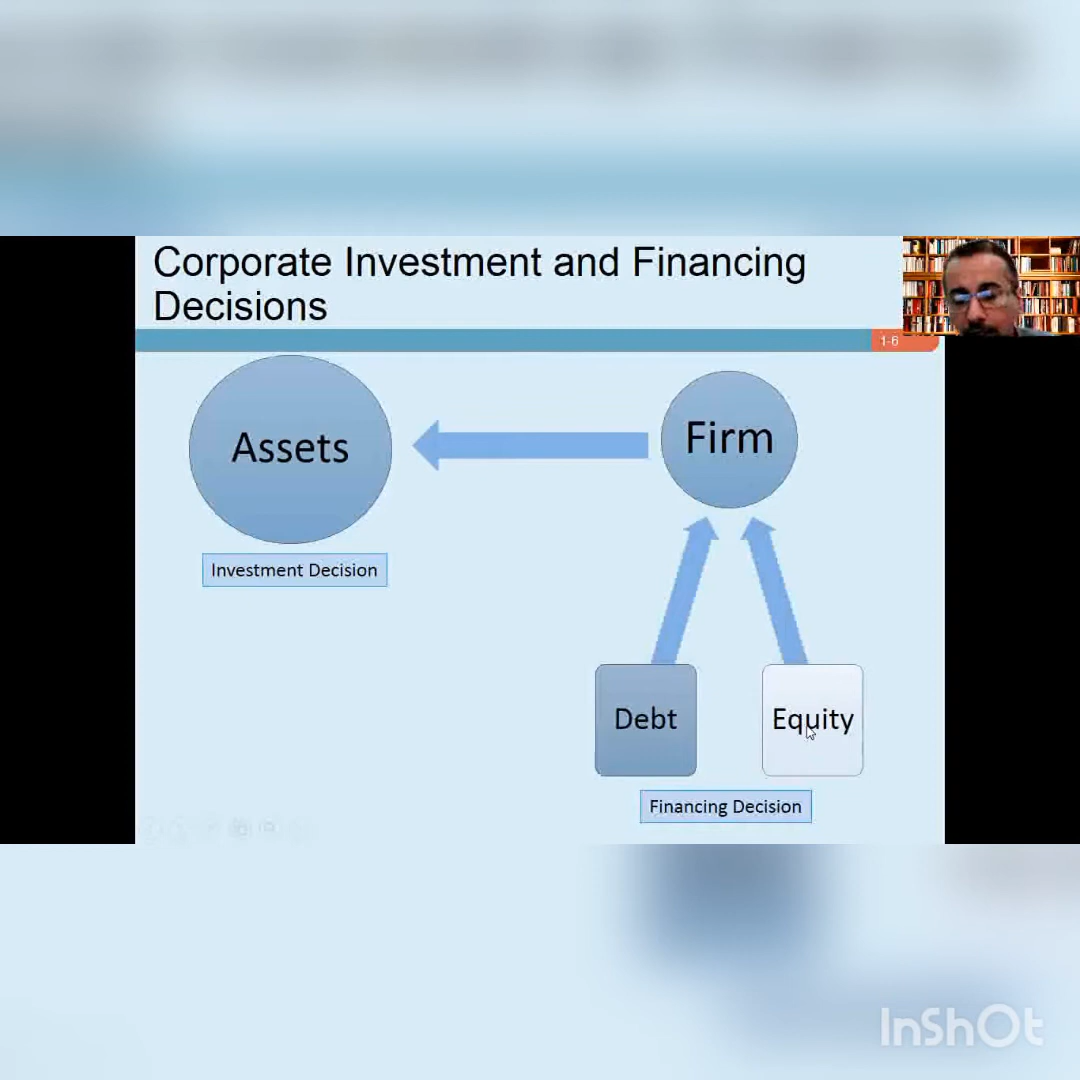 Corporate Investment and Financing
Decisions
1-6
Assets
Firm
Investment Decision
Debt
Equity
Financing Decision
InShOt